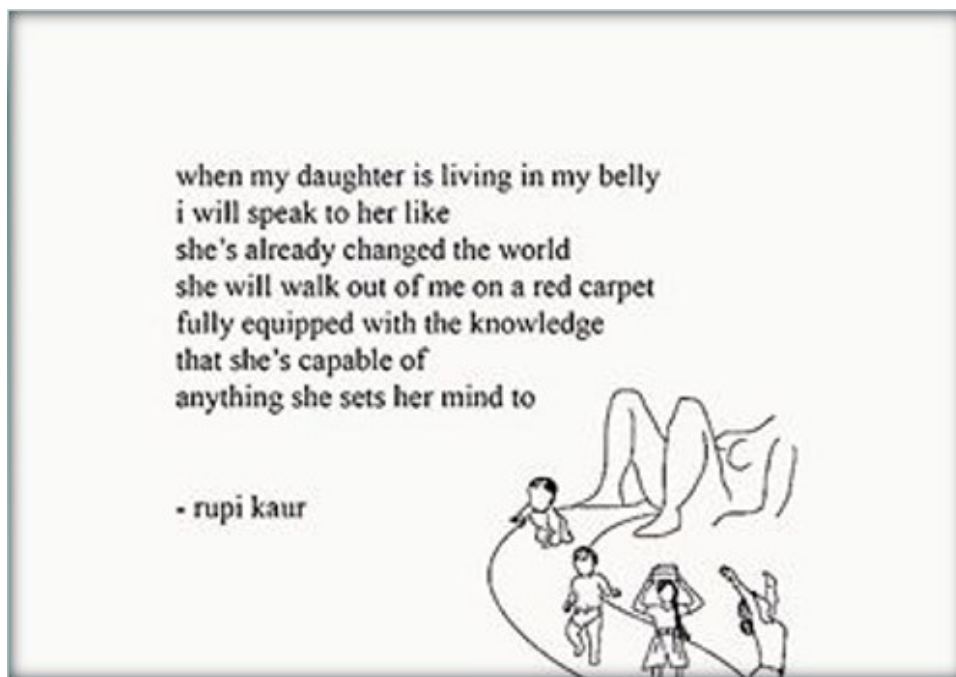 when my daughter is living in my belly
i will speak to her like
she's already changed the world
she will walk out of me on a red carpet
fully equipped with the knowledge
that she's capable of
anything she sets her mind to
- rupi kaur